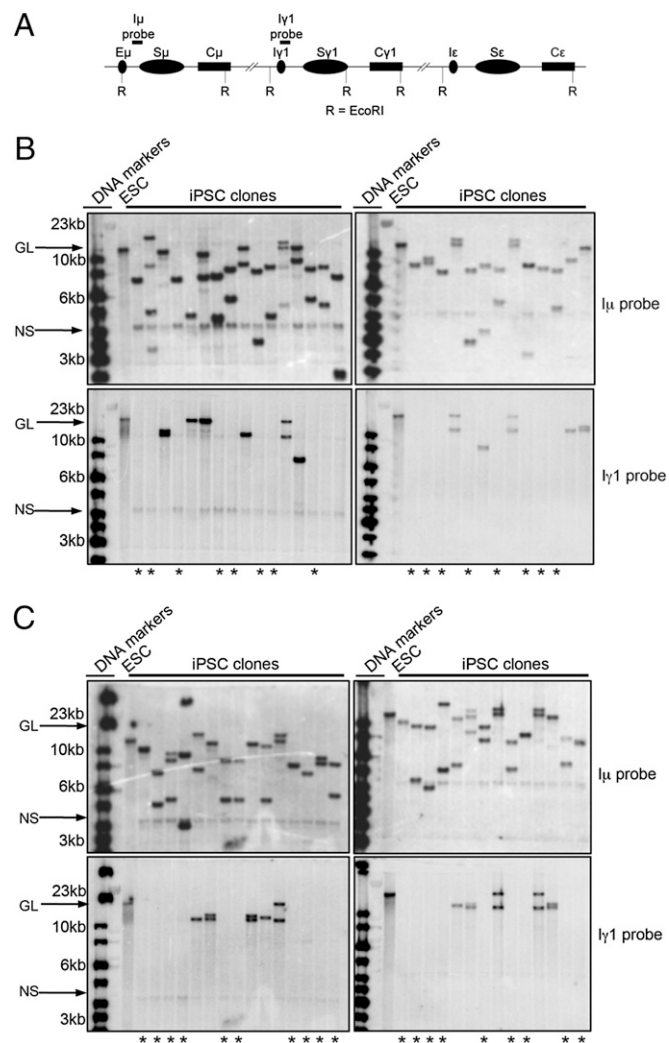 A
Iμ
probe
Iγ1
probe
Eμ Sμ Cμ Iγ1 Sγ1 Cγ1 Iε Sε Cε
R R R R R R R
R = EcoRI
B
DNA markers
ESC
iPSC clones
DNA markers
ESC
iPSC clones
23kb
GL
10kb
6kb
NS
3kb
Iμ probe
23kb
GL
10kb
6kb
NS
3kb
Iγ1 probe
* * * * * * * *
* * * * * * * *
C
DNA markers
ESC
iPSC clones
DNA markers
ESC
iPSC clones
23kb
GL
10kb
6kb
NS
3kb
Iμ probe
23kb
GL
10kb
6kb
NS
3kb
Iγ1 probe
* * * * * * * * * *
* * * * * * * * *